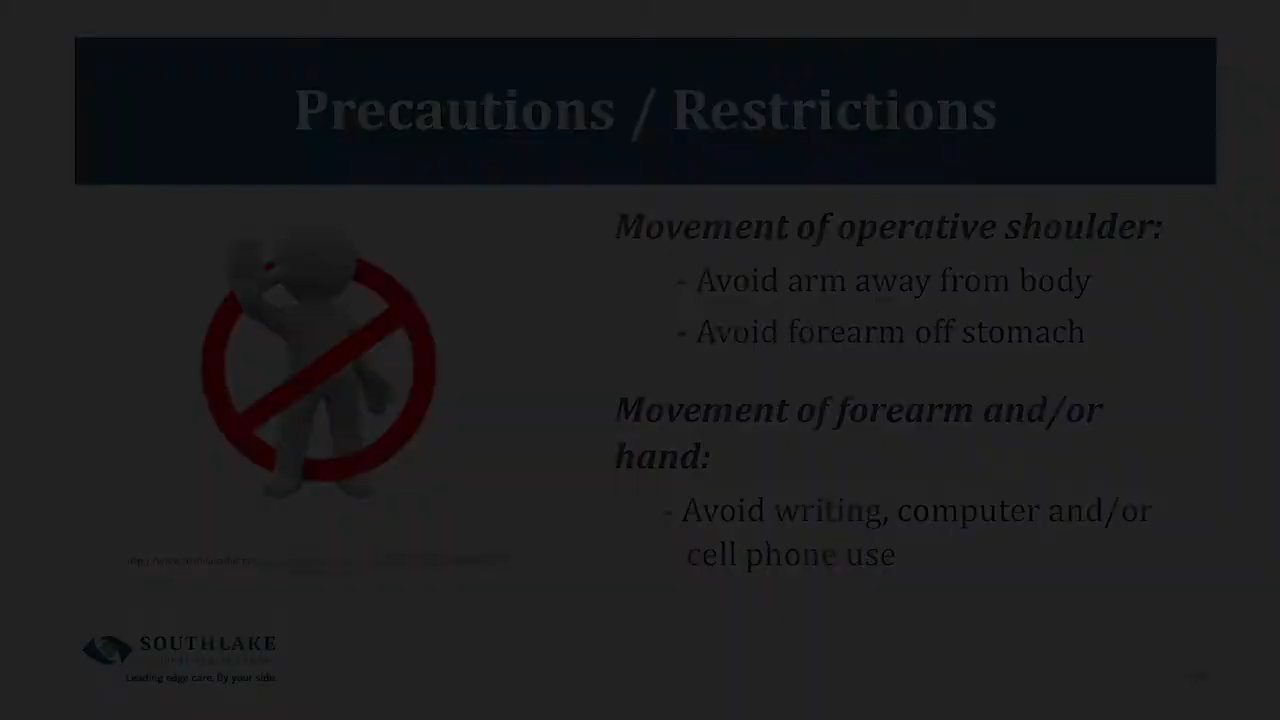 Precautions / Restrictions
Movement of operative shoulder:
- Avoid arm away from body
- Avoid forearm off stomach
Movement of forearm and/or
hand:
- Avoid writing, computer and/or
cell phone use
SOUTHLAKE
Leading edge care. By your side.